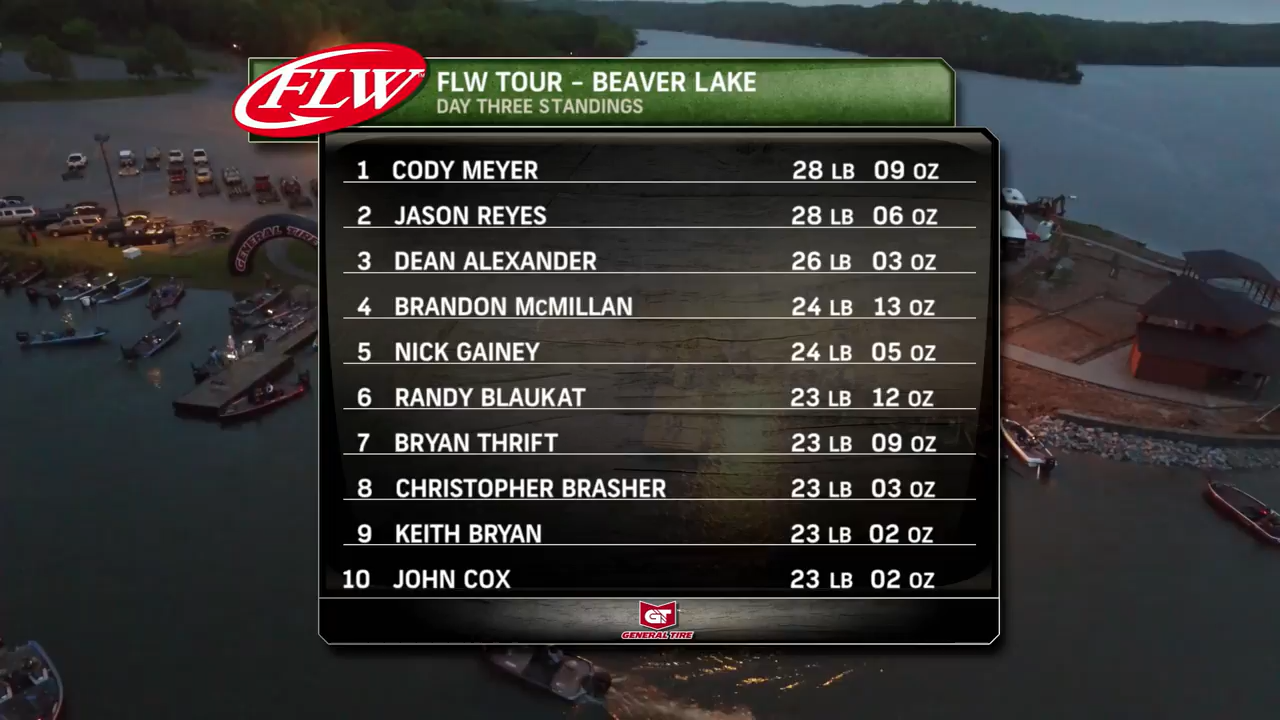 FLW
FLW TOUR - BEAVER LAKE
DAY THREE STANDINGS
1 CODY MEYER 28 LB 09 OZ
2 JASON REYES 28 LB 06 OZ
3 DEAN ALEXANDER 26 LB 03 OZ
4 BRANDON McMILLAN 24 LB 13 OZ
5 NICK GAINEY 24 LB 05 OZ
6 RANDY BLAUKAT 23 LB 12 OZ
7 BRYAN THRIFT 23 LB 09 OZ
8 CHRISTOPHER BRASHER 23 LB 03 OZ
9 KEITH BRYAN 23 LB 02 OZ
10 JOHN COX 23 LB 02 OZ
GENERAL TIRE
GT
GENERAL TIRE